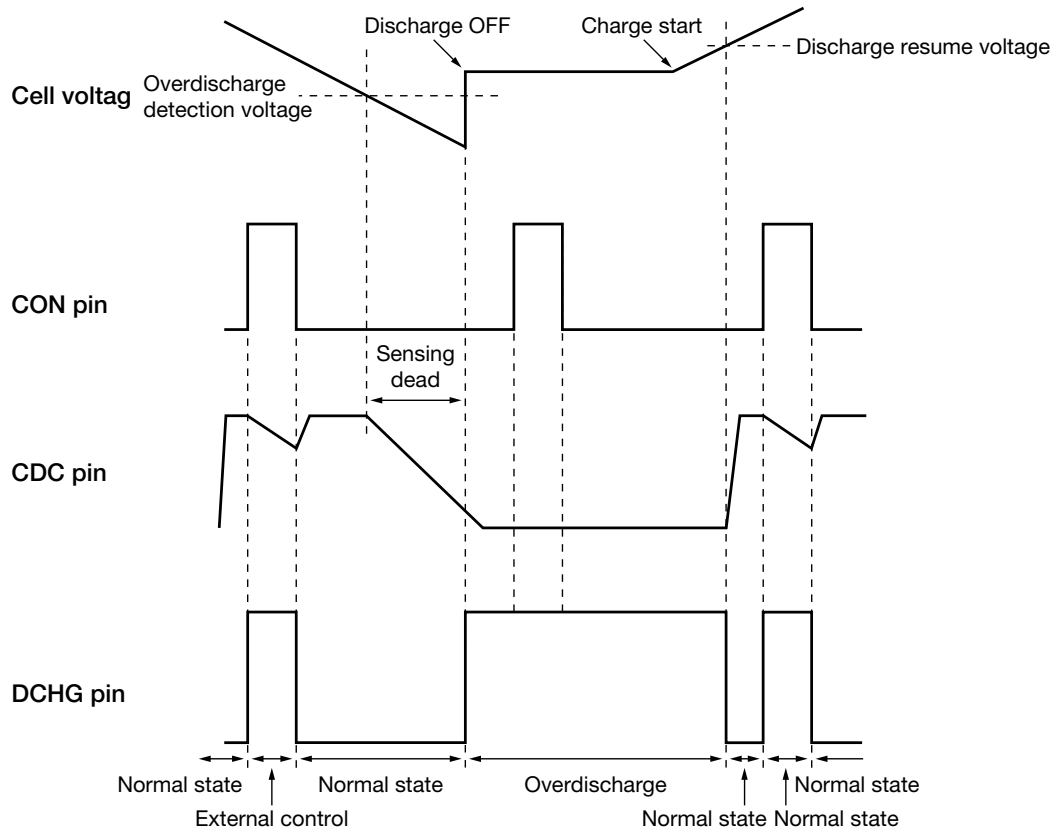 Discharge OFF
Charge start
Discharge resume voltage
Overdischarge
detection voltage
Cell voltag
CON pin
Sensing
dead
CDC pin
DCHG pin
Normal state
Normal state
Overdischarge
Normal state
External control
Normal state
Normal state